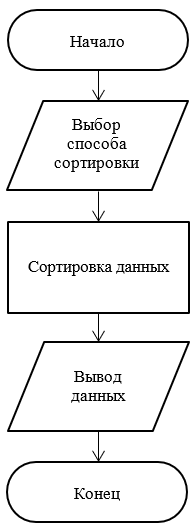 Начало
Выбор
способа
сортировки
Сортировка данных
Вывод
данных
Конец